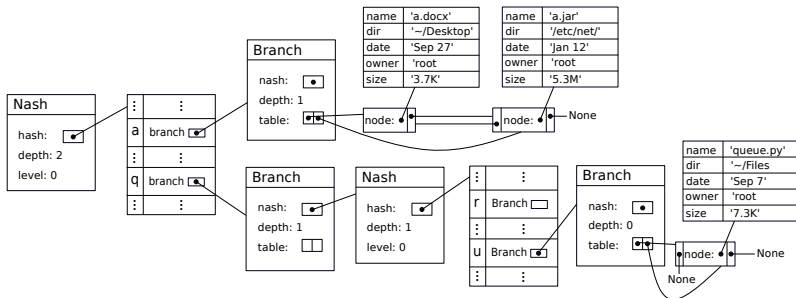 name 'a.docx'
dir '~/Desktop'
date 'Sep 27'
owner 'root
size '3.7K'
name 'a.jar'
dir '/etc/net/'
date 'Jan 12'
owner 'root
size '5.3M'
Branch
nash:
depth: 1
table:
node:
node:
None
Nash
hash:
depth: 2
level: 0
⋮ ⋮
a branch
⋮ ⋮
q branch
⋮ ⋮
Branch
nash:
depth: 1
table:
Nash
hash:
depth: 1
level: 0
⋮ ⋮
r Branch
⋮ ⋮
u Branch
⋮ ⋮
Branch
nash:
depth: 0
table:
name 'queue.py'
dir '~/Files
date 'Sep 7'
owner 'root
size '7.3K'
node:
None
None